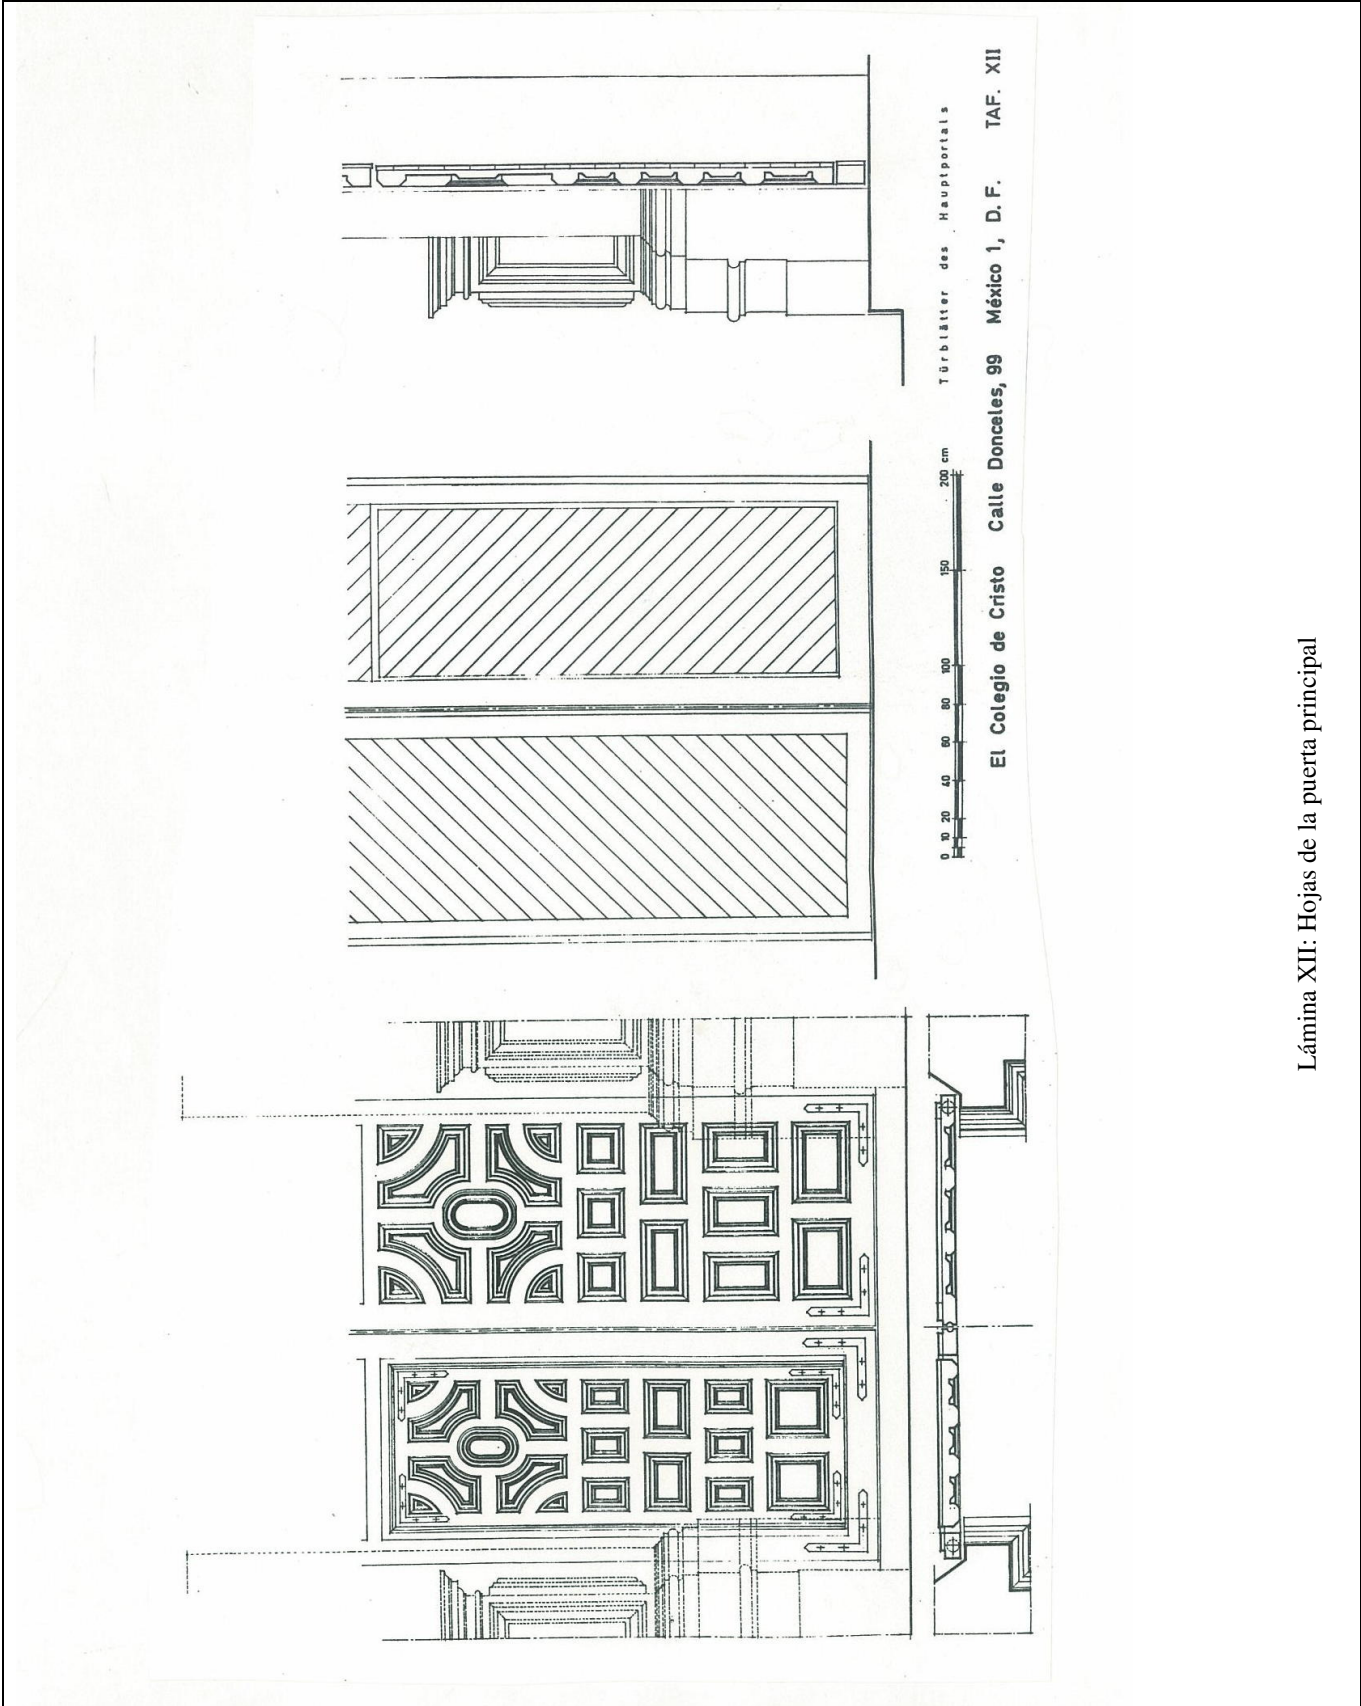 Türblätter des Hauptportals
0 10 20 40 60 80 100 150 200 cm
El Colegio de Cristo Calle Donceles, 99 México 1, D. F. TAF. XII
Lámina XII: Hojas de la puerta principal